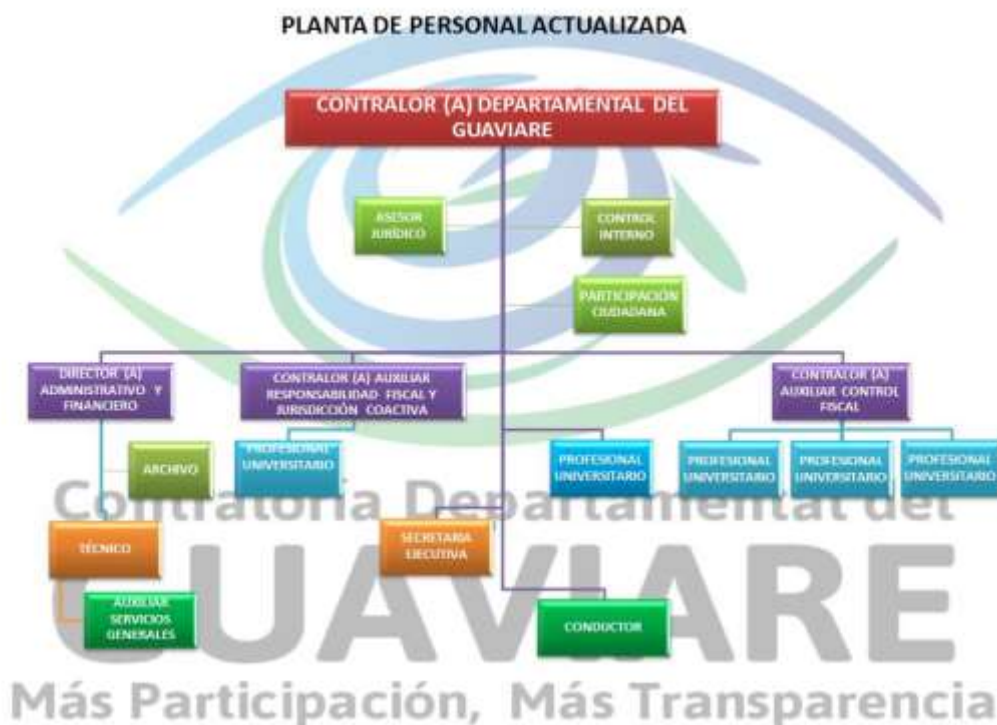 PLANTA DE PERSONAL ACTUALIZADA
CONTRALOR (A) DEPARTAMENTAL DEL
GUAVIARE
ASESOR
JURÍDICO
CONTROL
INTERNO
PARTICIPACIÓN
CIUDADANA
DIRECTOR (A)
ADMINISTRATIVO Y
FINANCIERO
CONTRALOR (A) AUXILIAR
RESPONSABILIDAD FISCAL Y
JURISDICCIÓN COACTIVA
CONTRALOR (A)
AUXILIAR CONTROL
FISCAL
ARCHIVO
PROFESIONAL
UNIVERSITARIO
PROFESIONAL
UNIVERSITARIO
PROFESIONAL
UNIVERSITARIO
PROFESIONAL
UNIVERSITARIO
PROFESIONAL
UNIVERSITARIO
Contraloria Departamental del
TÉCNICO
SECRETARIA
EJECUTIVA
AUXILIAR
SERVICIOS
GENERALES
CONDUCTOR
GUAVIARE
Más Participación, Más Transparencia